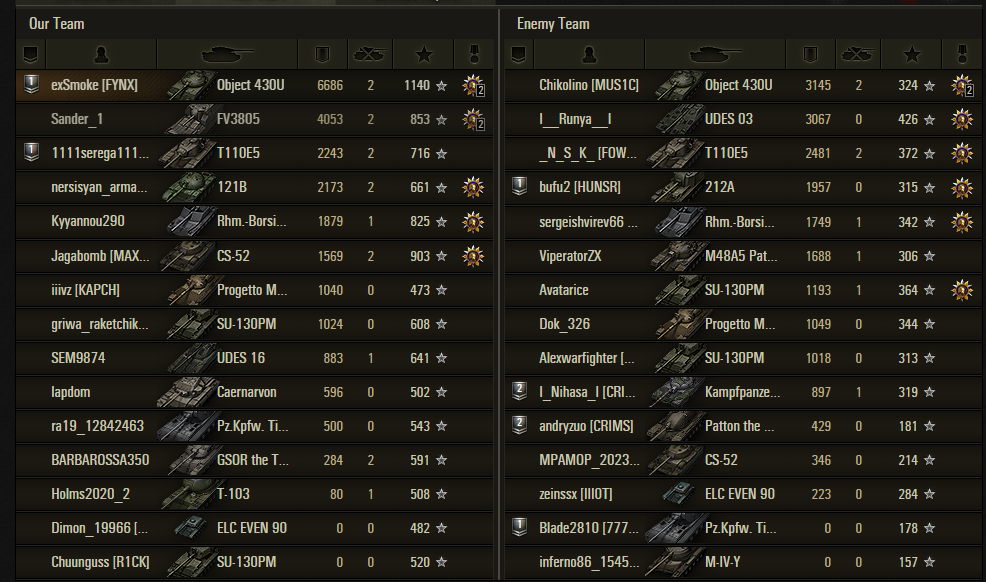 Our Team
exSmoke [FYNX] Object 430U 6686 2 1140 2
Sander_1 FV3805 4053 2 853 2
1111serega111... T110E5 2243 2 716
nersisyan_arma... 121B 2173 2 661
Kyyannou290 Rhm.-Borsi... 1879 1 825
Jagabomb [MAX... CS-52 1569 2 903
iiivz [KAPCH] Progetto M... 1040 0 473
griwa_raketchik... SU-130PM 1024 0 608
SEM9874 UDES 16 883 1 641
lapdom Caernarvon 596 0 502
ra19_12842463 Pz.Kpfw. Ti... 500 0 543
BARBAROSSA350 GSOR the T... 284 2 591
Holms2020_2 T-103 80 1 508
Dimon_19966 [... ELC EVEN 90 0 0 482
Chuunguss [R1CK] SU-130PM 0 0 520
Enemy Team
Chikolino [MUS1C] Object 430U 3145 2 324 2
I__Runya__I UDES 03 3067 0 426
_N_S_K_ [FOW... T110E5 2481 2 372
1 bufu2 [HUNSR] 212A 1957 0 315
sergeishvirev66 ... Rhm.-Borsi... 1749 1 342
ViperatorZX M48A5 Pat... 1688 1 306
Avatarice SU-130PM 1193 1 364
Dok_326 Progetto M... 1049 0 344
Alexwarfighter [... SU-130PM 1018 0 313
2 I_Nihasa_I [CRI... Kampfpanze... 897 1 319
2 andryzuo [CRIMS] Patton the ... 429 0 181
MPAMOP_2023... CS-52 346 0 214
zeinssx [IIIOT] ELC EVEN 90 223 0 284
1 Blade2810 [777... Pz.Kpfw. Ti... 0 0 178
inferno86_1545... M-IV-Y 0 0 157